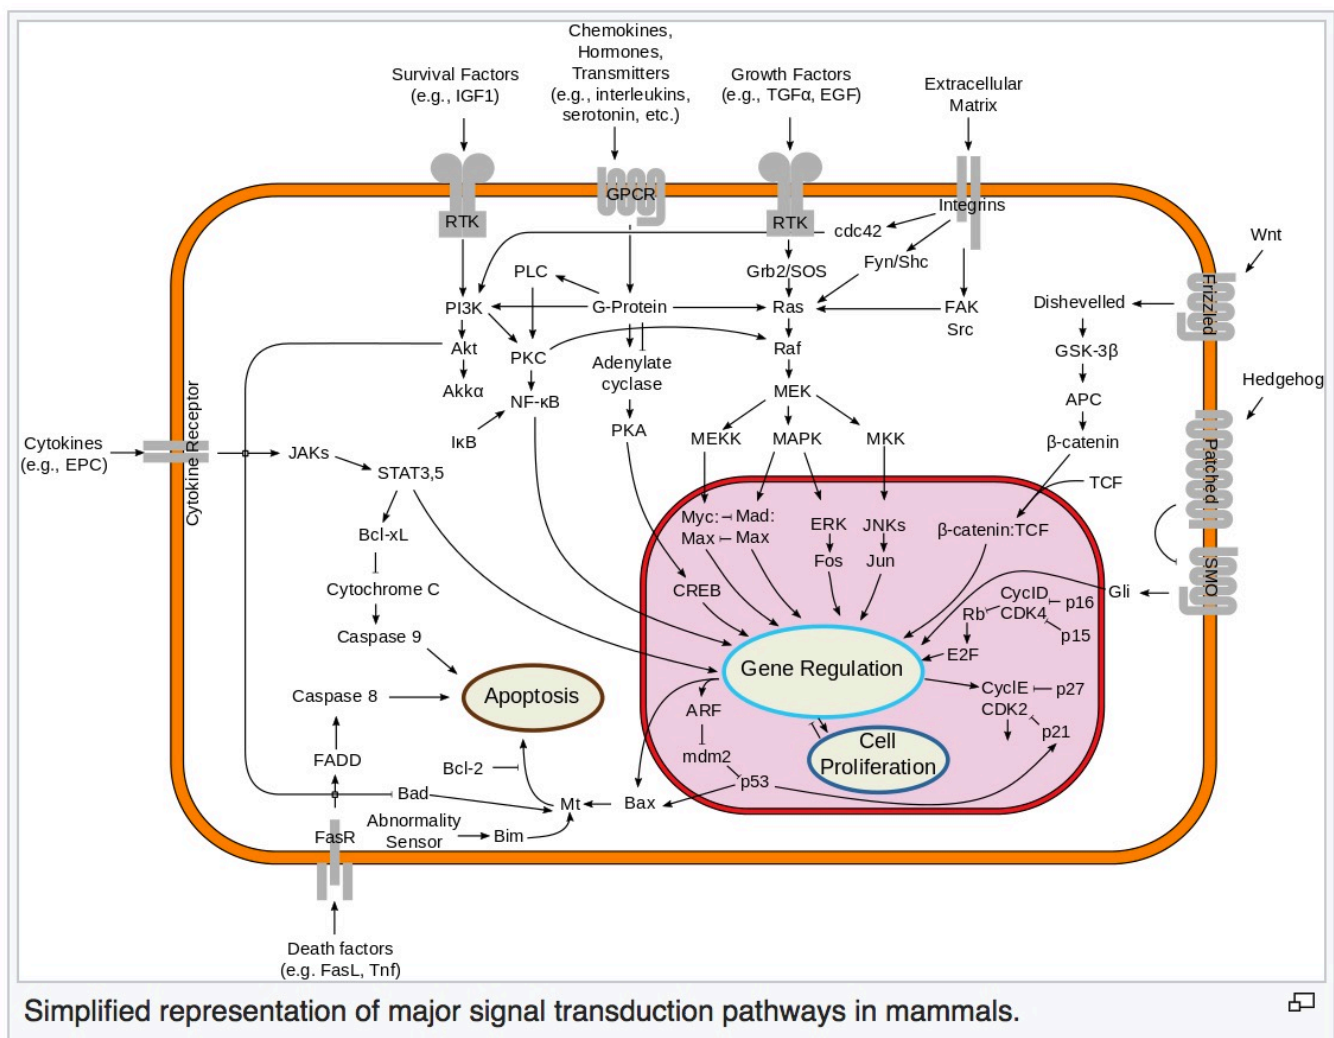 Chemokines,
Hormones,
Transmitters
(e.g., interleukins,
serotonin, etc.)
Survival Factors
(e.g., IGF1)
Growth Factors
(e.g., TGFα, EGF)
Extracellular
Matrix
RTK
GPCR
RTK
Integrins
cdc42
Wnt
Frizzled
PLC
Grb2/SOS
Fyn/Shc
PI3K
G-Protein
Ras
FAK
Src
Dishevelled
Akt
PKC
Adenylate
cyclase
Raf
GSK-3β
Akkα
NF-κB
MEK
APC
Hedgehog
Patched
IκB
PKA
MEKK
MAPK
MKK
β-catenin
Cytokines
(e.g., EPC)
Cytokine Receptor
JAKs
STAT3,5
TCF
Myc:
Mad:
Max
Max
ERK
JNKs
β-catenin:TCF
Bcl-xL
Fos
Jun
SMO
Cytochrome C
CREB
Gli
CycID
CDK4
p16
Rb
p15
Caspase 9
E2F
Gene Regulation
Caspase 8
Apoptosis
ARF
CyclE
CDK2
p27
p21
FADD
Bcl-2
mdm2
Cell
Proliferation
p53
Bad
Mt
Bax
Abnormality
Sensor
Bim
FasR
Death factors
(e.g. FasL, Tnf)
Simplified representation of major signal transduction pathways in mammals.